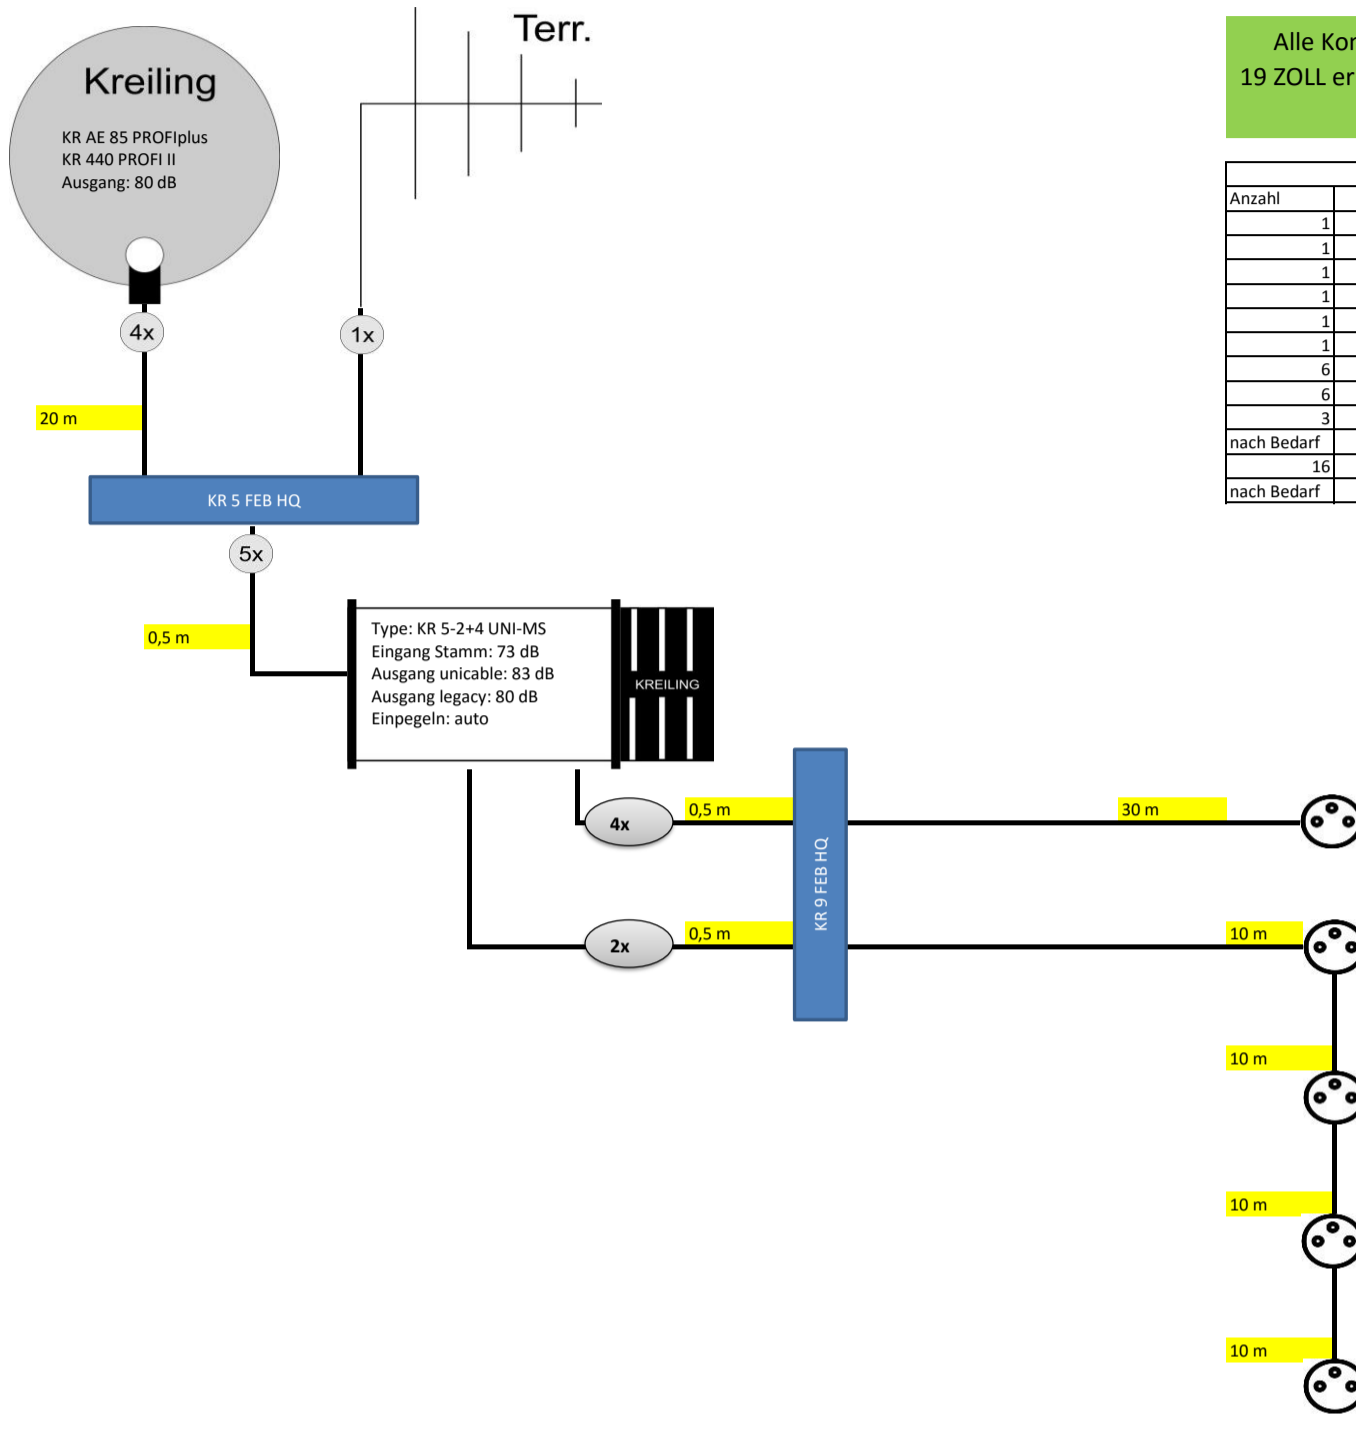 Terr.
Kreiling
KR AE 85 PROFIplus
KR 440 PROFI II
Ausgang: 80 dB
Alle
19 ZOLL
Anzahl
1
1
1
1
1
1
6
6
3
nach Bedarf
16
nach Bedarf
4x
1x
20 m
KR 5 FEB HQ
5x
0,5 m
Type: KR 5-2+4 UNI-MS
Eingang Stamm: 73 dB
Ausgang unicable: 83 dB
Ausgang legacy: 80 dB
Einpegeln: auto
KREILING
4x
0,5 m
30 m
KR 9 FEB HQ
2x
0,5 m
10 m
10 m
10 m
10 m